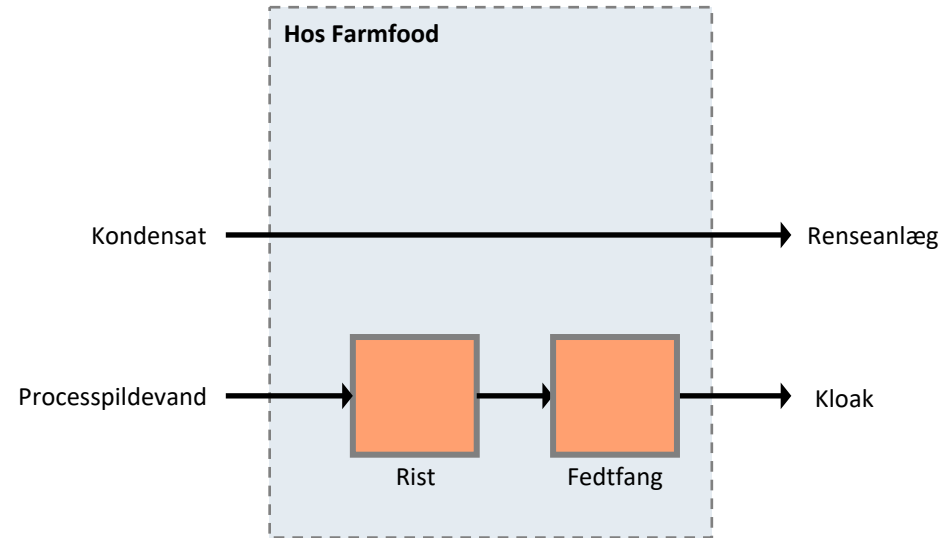 Hos Farmfood
Kondensat
Renseanlæg
Processpildevand
Kloak
Rist
Fedtfang